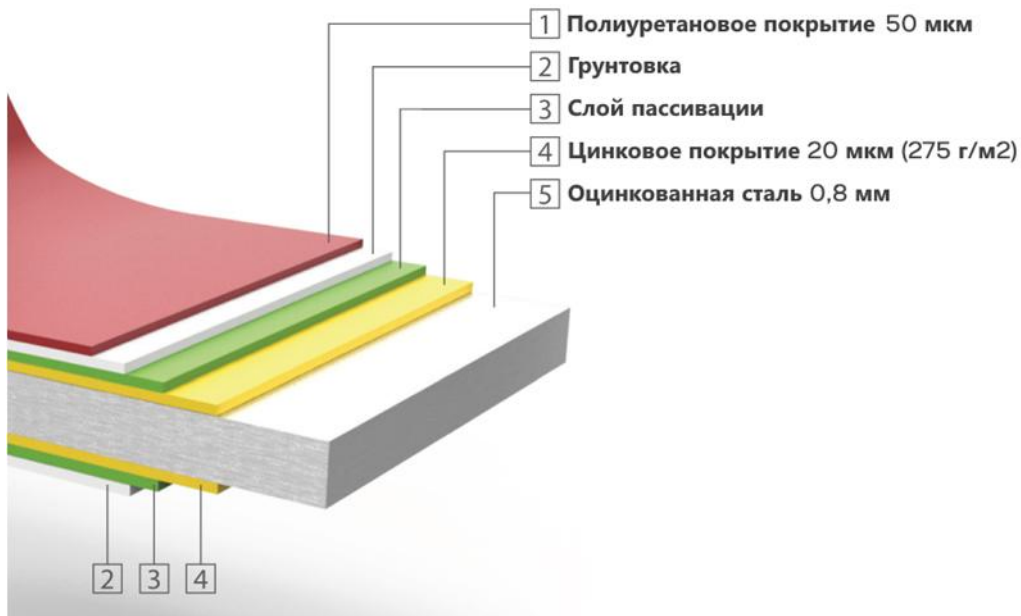 1 Полиуретановое покрытие 50 мкм
2 Грунтовка
3 Слой пассивации
4 Цинковое покрытие 20 мкм (275 г/м2)
5 Оцинкованная сталь 0,8 мм
2 3 4